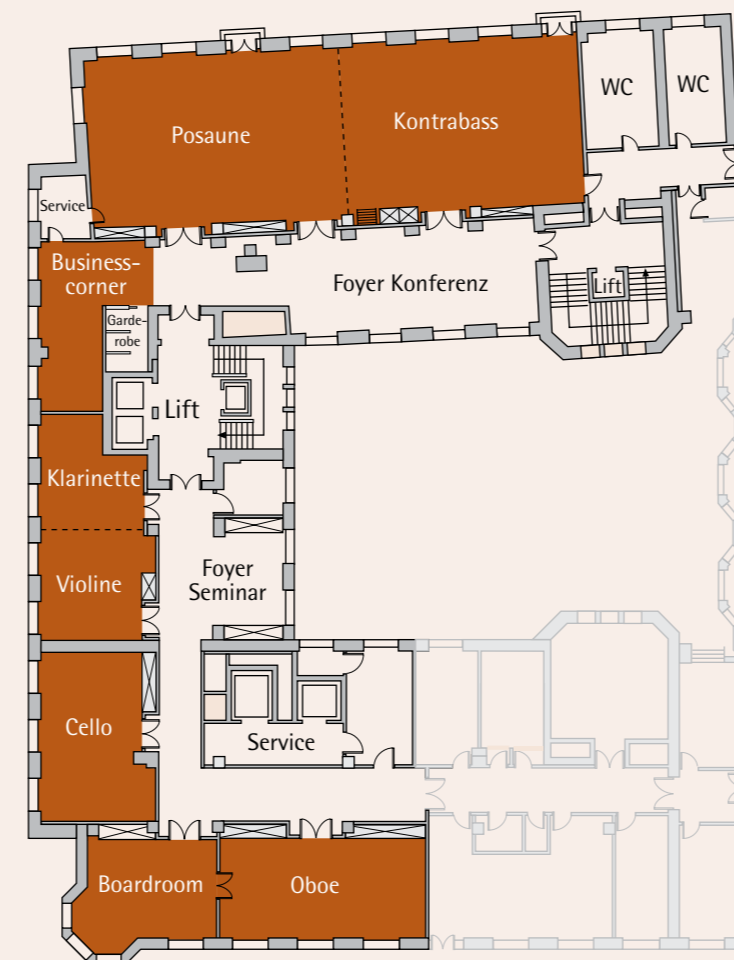 WC
WC
Kontrabass
Posaune
Service
Business-
corner
Foyer Konferenz
Lift
Garde-
robe
Lift
Klarinette
Foyer
Seminar
Violine
Cello
Service
Boardroom
Oboe